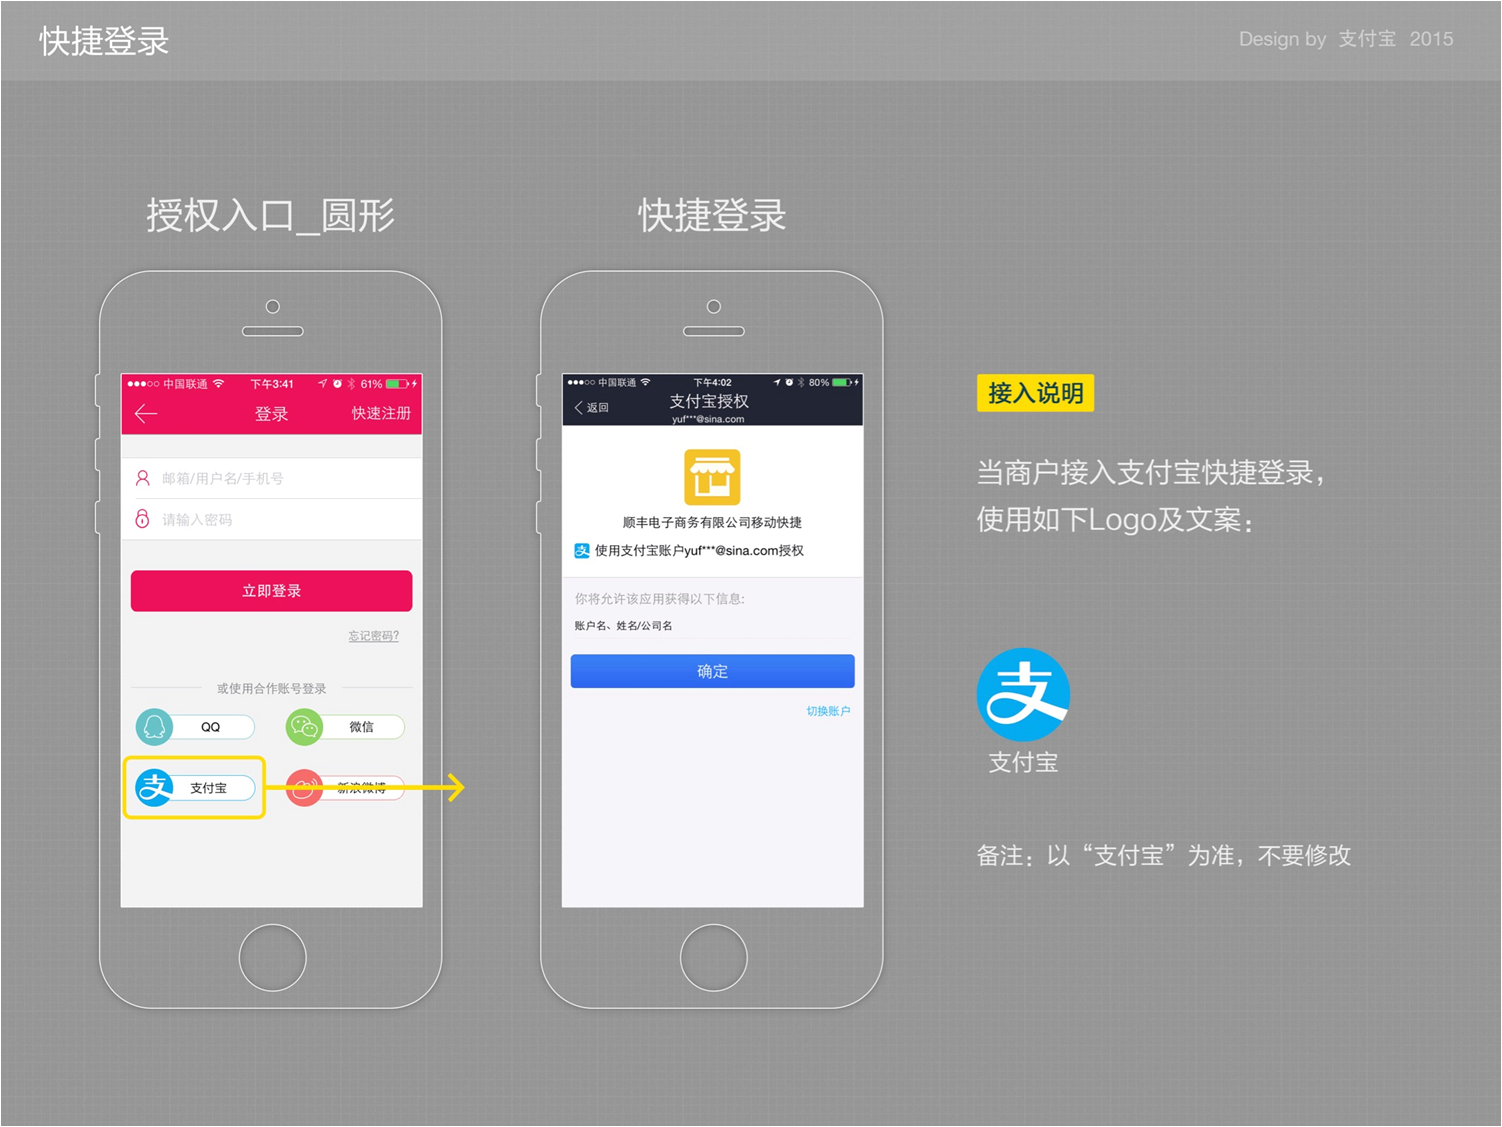 快捷登录
Design by 支付宝 2015
授权入口_圆形
快捷登录
中国联通 下午3:41 61%
登录 快速注册
邮箱/用户名/手机号
请输入密码
立即登录
忘记密码?
或使用合作账号登录
QQ 微信
支付宝 新浪微博
中国联通 下午4:02 80%
返回 支付宝授权
yuf***@sina.com
顺丰电子商务有限公司移动快捷
使用支付宝账户yuf***@sina.com授权
你将允许该应用获得以下信息:
账户名、姓名/公司名
确定
切换账户
接入说明
当商户接入支付宝快捷登录，
使用如下Logo及文案：
支付宝
备注：以“支付宝”为准，不要修改